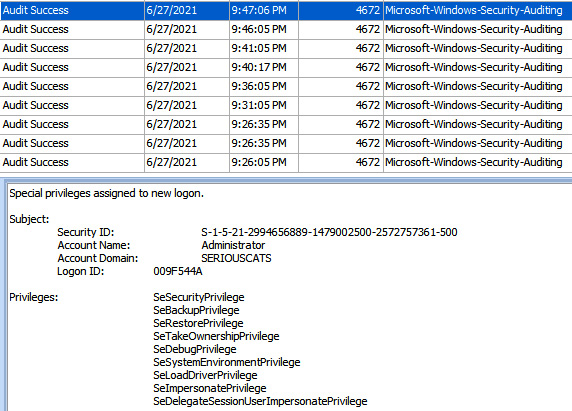 Audit Success 6/27/2021 9:47:06 PM 4672 Microsoft-Windows-Security-Auditing
Audit Success 6/27/2021 9:46:05 PM 4672 Microsoft-Windows-Security-Auditing
Audit Success 6/27/2021 9:41:05 PM 4672 Microsoft-Windows-Security-Auditing
Audit Success 6/27/2021 9:40:17 PM 4672 Microsoft-Windows-Security-Auditing
Audit Success 6/27/2021 9:36:05 PM 4672 Microsoft-Windows-Security-Auditing
Audit Success 6/27/2021 9:31:05 PM 4672 Microsoft-Windows-Security-Auditing
Audit Success 6/27/2021 9:26:35 PM 4672 Microsoft-Windows-Security-Auditing
Audit Success 6/27/2021 9:26:35 PM 4672 Microsoft-Windows-Security-Auditing
Audit Success 6/27/2021 9:26:05 PM 4672 Microsoft-Windows-Security-Auditing
Special privileges assigned to new logon.
Subject:
Security ID: S-1-5-21-2994656889-1479002500-2572757361-500
Account Name: Administrator
Account Domain: SERIOUSCATS
Logon ID: 009F544A
Privileges: SeSecurityPrivilege
SeBackupPrivilege
SeRestorePrivilege
SeTakeOwnershipPrivilege
SeDebugPrivilege
SeSystemEnvironmentPrivilege
SeLoadDriverPrivilege
SeImpersonatePrivilege
SeDelegateSessionUserImpersonatePrivilege